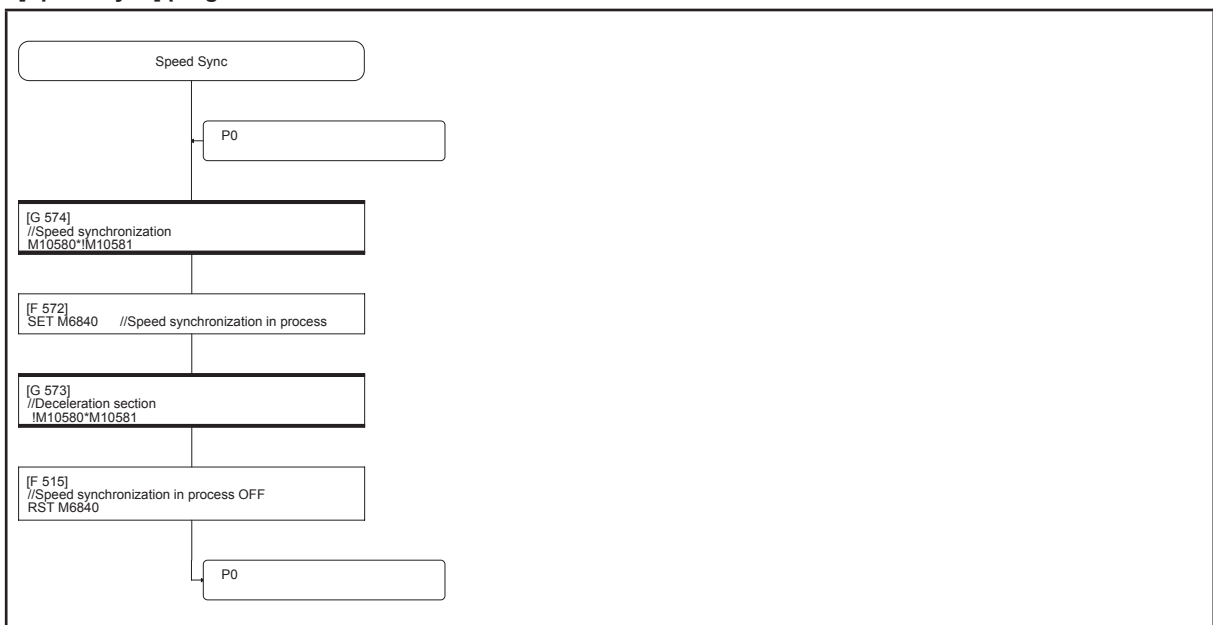 Speed Sync
P0
[G 574]
//Speed synchronization
M10580*!M10581
[F 572]
SET M6840 //Speed synchronization in process
[G 573]
//Deceleration section
!M10580*M10581
[F 515]
//Speed synchronization in process OFF
RST M6840
P0